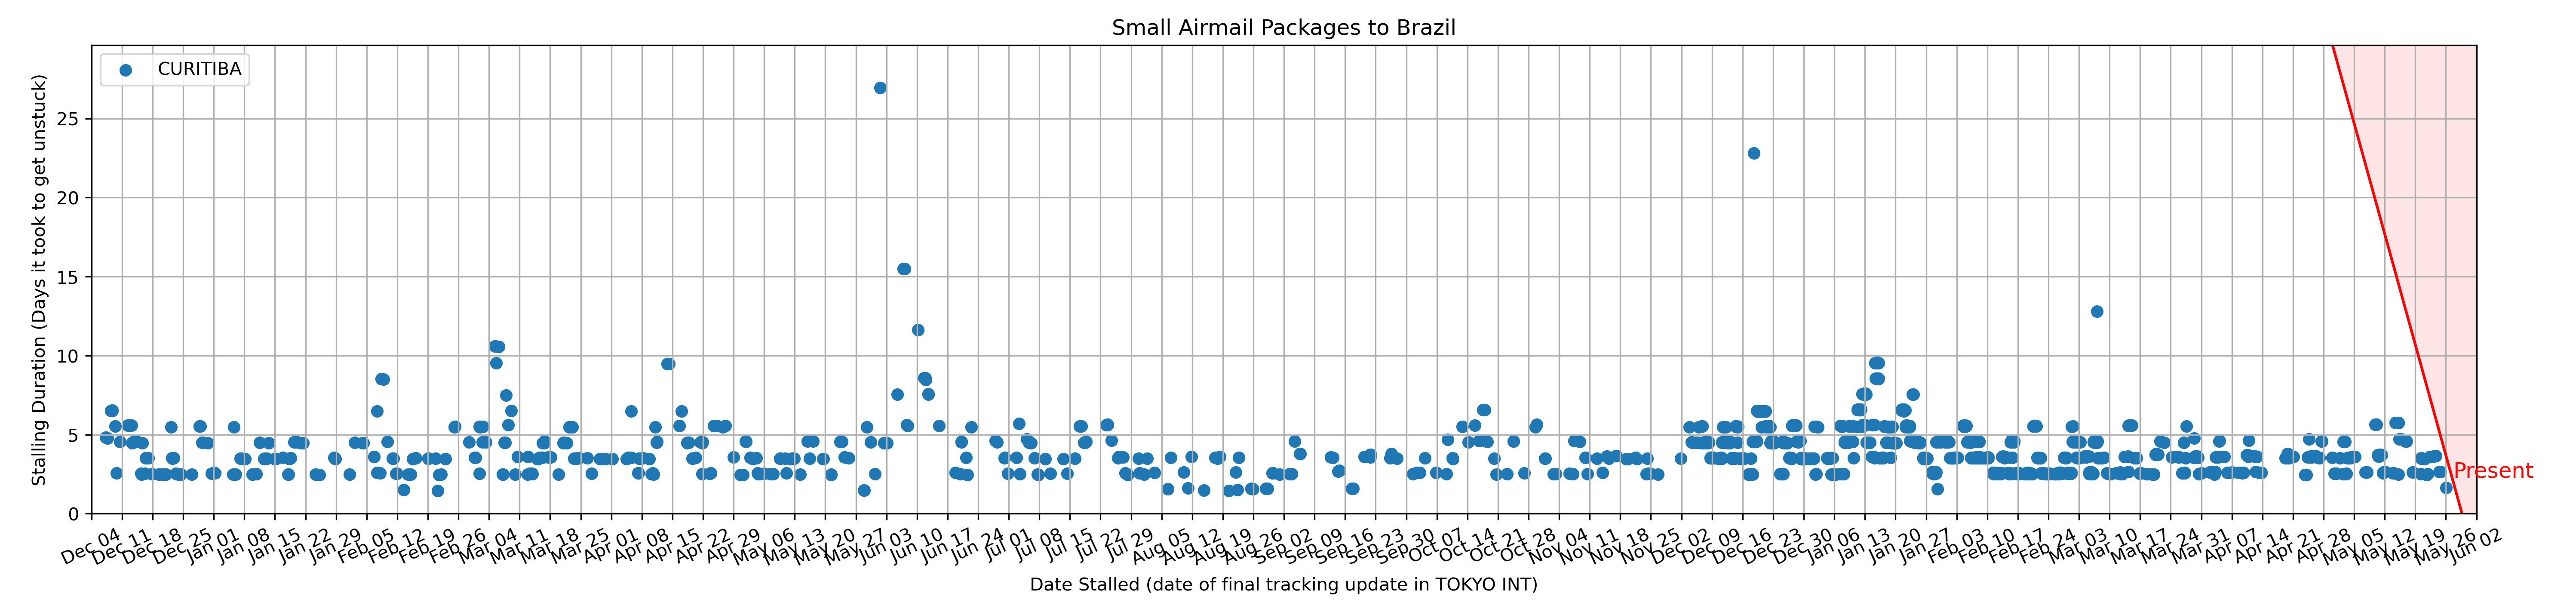 Small Airmail Packages to Brazil
CURITIBA
Stalling Duration (Days it took to get unstuck)
25
20
15
10
5
0
Present
Dec 04 Dec 11 Dec 18 Dec 25 Jan 01 Jan 08 Jan 15 Jan 22 Jan 29 Feb 05 Feb 12 Feb 19 Feb 26 Mar 04 Mar 11 Mar 18 Mar 25 Apr 01 Apr 08 Apr 15 Apr 22 Apr 29 May 06 May 13 May 20 May 27 Jun 03 Jun 10 Jun 17 Jun 24 Jul 01 Jul 08 Jul 15 Jul 22 Jul 29 Aug 05 Aug 12 Aug 19 Aug 26 Sep 02 Sep 09 Sep 16 Sep 23 Sep 30 Oct 07 Oct 14 Oct 21 Oct 28 Nov 04 Nov 11 Nov 18 Nov 25 Dec 02 Dec 09 Dec 16 Dec 23 Dec 30 Jan 06 Jan 13 Jan 20 Jan 27 Feb 03 Feb 10 Feb 17 Feb 24 Mar 03 Mar 10 Mar 17 Mar 24 Mar 31 Apr 07 Apr 14 Apr 21 Apr 28 May 05 May 12 May 19 May 26 Jun 02
Date Stalled (date of final tracking update in TOKYO INT)